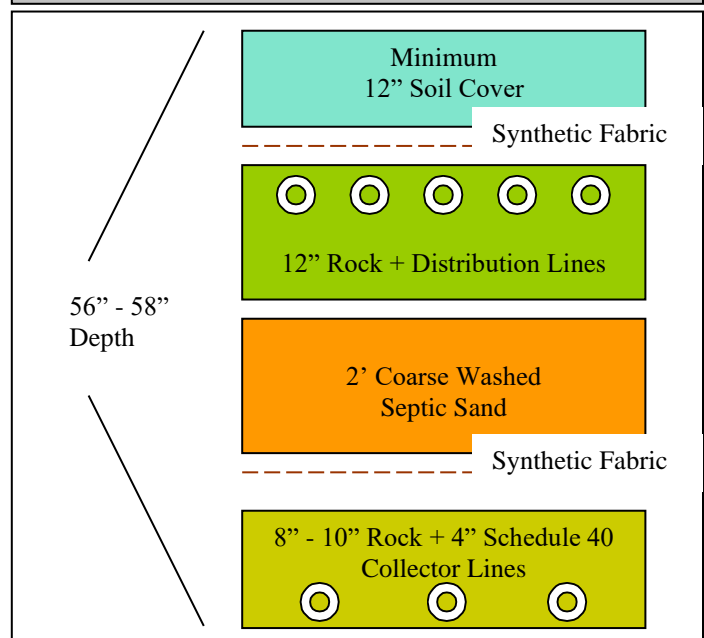 Minimum
12” Soil Cover
Synthetic Fabric
12” Rock + Distribution Lines
56” - 58”
Depth
2’ Coarse Washed
Septic Sand
Synthetic Fabric
8” - 10” Rock + 4” Schedule 40
Collector Lines